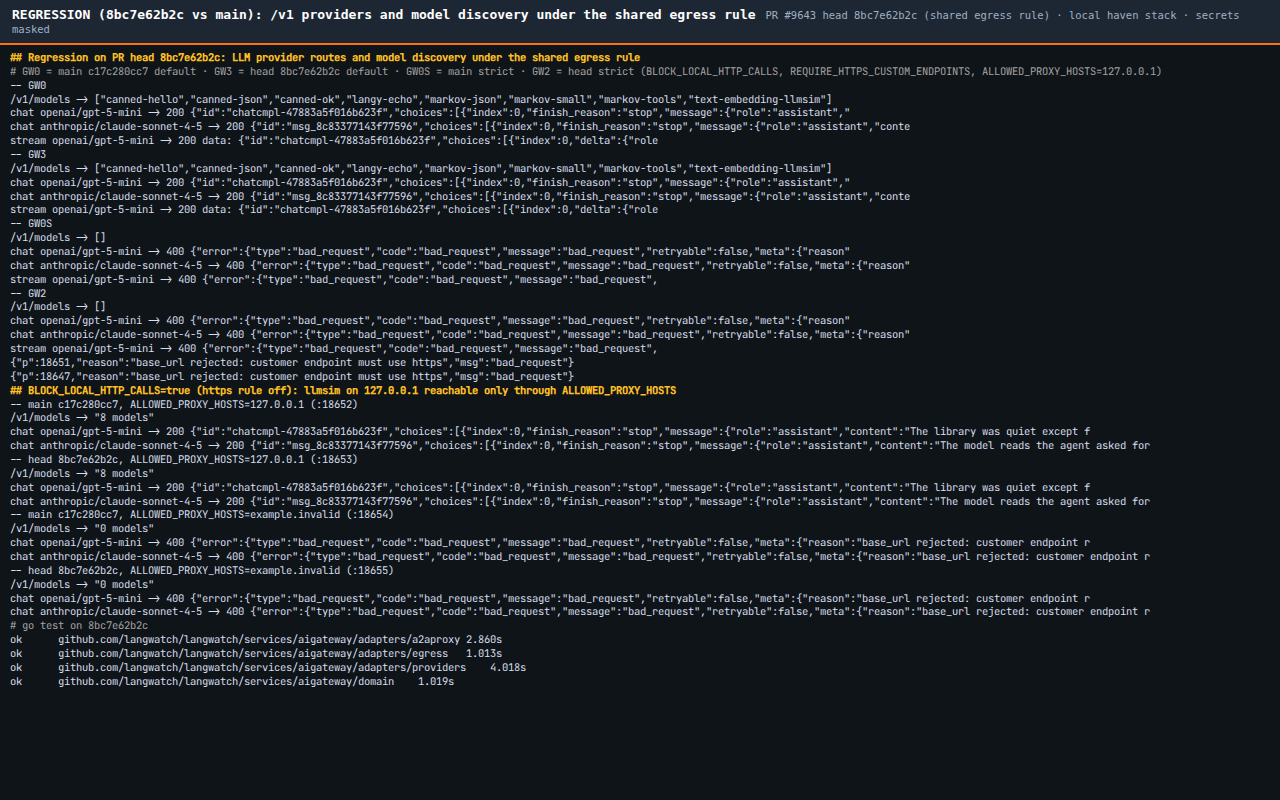 REGRESSION (8bc7e62b2c vs main): /v1 providers and model discovery under the shared egress rule PR #9643 head 8bc7e62b2c (shared egress rule) · local haven stack · secrets
masked
## Regression on PR head 8bc7e62b2c: LLM provider routes and model discovery under the shared egress rule
# GW0 = main c17c280cc7 default · GW3 = head 8bc7e62b2c default · GW0S = main strict · GW2 = head strict (BLOCK_LOCAL_HTTP_CALLS, REQUIRE_HTTPS_CUSTOM_ENDPOINTS, ALLOWED_PROXY_HOSTS=127.0.0.1)
-- GW0
/v1/models → ["canned-hello","canned-json","canned-ok","langy-echo","markov-json","markov-small","markov-tools","text-embedding-llmsim"]
chat openai/gpt-5-mini → 200 {"id":"chatcmpl-47883a5f016b623f","choices":[{"index":0,"finish_reason":"stop","message":{"role":"assistant","
chat anthropic/claude-sonnet-4-5 → 200 {"id":"msg_8c83377143f77596","choices":[{"index":0,"finish_reason":"stop","message":{"role":"assistant","conte
stream openai/gpt-5-mini → 200 data: {"id":"chatcmpl-47883a5f016b623f","choices":[{"index":0,"delta":{"role
-- GW3
/v1/models → ["canned-hello","canned-json","canned-ok","langy-echo","markov-json","markov-small","markov-tools","text-embedding-llmsim"]
chat openai/gpt-5-mini → 200 {"id":"chatcmpl-47883a5f016b623f","choices":[{"index":0,"finish_reason":"stop","message":{"role":"assistant","
chat anthropic/claude-sonnet-4-5 → 200 {"id":"msg_8c83377143f77596","choices":[{"index":0,"finish_reason":"stop","message":{"role":"assistant","conte
stream openai/gpt-5-mini → 200 data: {"id":"chatcmpl-47883a5f016b623f","choices":[{"index":0,"delta":{"role
-- GW0S
/v1/models → []
chat openai/gpt-5-mini → 400 {"error":{"type":"bad_request","code":"bad_request","message":"bad_request","retryable":false,"meta":{"reason"
chat anthropic/claude-sonnet-4-5 → 400 {"error":{"type":"bad_request","code":"bad_request","message":"bad_request","retryable":false,"meta":{"reason"
stream openai/gpt-5-mini → 400 {"error":{"type":"bad_request","code":"bad_request","message":"bad_request",
-- GW2
/v1/models → []
chat openai/gpt-5-mini → 400 {"error":{"type":"bad_request","code":"bad_request","message":"bad_request","retryable":false,"meta":{"reason"
chat anthropic/claude-sonnet-4-5 → 400 {"error":{"type":"bad_request","code":"bad_request","message":"bad_request","retryable":false,"meta":{"reason"
stream openai/gpt-5-mini → 400 {"error":{"type":"bad_request","code":"bad_request","message":"bad_request",
{"p":18651,"reason":"base_url rejected: customer endpoint must use https","msg":"bad_request"}
{"p":18647,"reason":"base_url rejected: customer endpoint must use https","msg":"bad_request"}
## BLOCK_LOCAL_HTTP_CALLS=true (https rule off): llmsim on 127.0.0.1 reachable only through ALLOWED_PROXY_HOSTS
-- main c17c280cc7, ALLOWED_PROXY_HOSTS=127.0.0.1 (:18652)
/v1/models → "8 models"
chat openai/gpt-5-mini → 200 {"id":"chatcmpl-47883a5f016b623f","choices":[{"index":0,"finish_reason":"stop","message":{"role":"assistant","content":"The library was quiet except f
chat anthropic/claude-sonnet-4-5 → 200 {"id":"msg_8c83377143f77596","choices":[{"index":0,"finish_reason":"stop","message":{"role":"assistant","content":"The model reads the agent asked for
-- head 8bc7e62b2c, ALLOWED_PROXY_HOSTS=127.0.0.1 (:18653)
/v1/models → "8 models"
chat openai/gpt-5-mini → 200 {"id":"chatcmpl-47883a5f016b623f","choices":[{"index":0,"finish_reason":"stop","message":{"role":"assistant","content":"The library was quiet except f
chat anthropic/claude-sonnet-4-5 → 200 {"id":"msg_8c83377143f77596","choices":[{"index":0,"finish_reason":"stop","message":{"role":"assistant","content":"The model reads the agent asked for
-- main c17c280cc7, ALLOWED_PROXY_HOSTS=example.invalid (:18654)
/v1/models → "0 models"
chat openai/gpt-5-mini → 400 {"error":{"type":"bad_request","code":"bad_request","message":"bad_request","retryable":false,"meta":{"reason":"base_url rejected: customer endpoint r
chat anthropic/claude-sonnet-4-5 → 400 {"error":{"type":"bad_request","code":"bad_request","message":"bad_request","retryable":false,"meta":{"reason":"base_url rejected: customer endpoint r
-- head 8bc7e62b2c, ALLOWED_PROXY_HOSTS=example.invalid (:18655)
/v1/models → "0 models"
chat openai/gpt-5-mini → 400 {"error":{"type":"bad_request","code":"bad_request","message":"bad_request","retryable":false,"meta":{"reason":"base_url rejected: customer endpoint r
chat anthropic/claude-sonnet-4-5 → 400 {"error":{"type":"bad_request","code":"bad_request","message":"bad_request","retryable":false,"meta":{"reason":"base_url rejected: customer endpoint r
# go test on 8bc7e62b2c
ok github.com/langwatch/langwatch/services/aigateway/adapters/a2aproxy 2.860s
ok github.com/langwatch/langwatch/services/aigateway/adapters/egress 1.013s
ok github.com/langwatch/langwatch/services/aigateway/adapters/providers 4.018s
ok github.com/langwatch/langwatch/services/aigateway/domain 1.019s